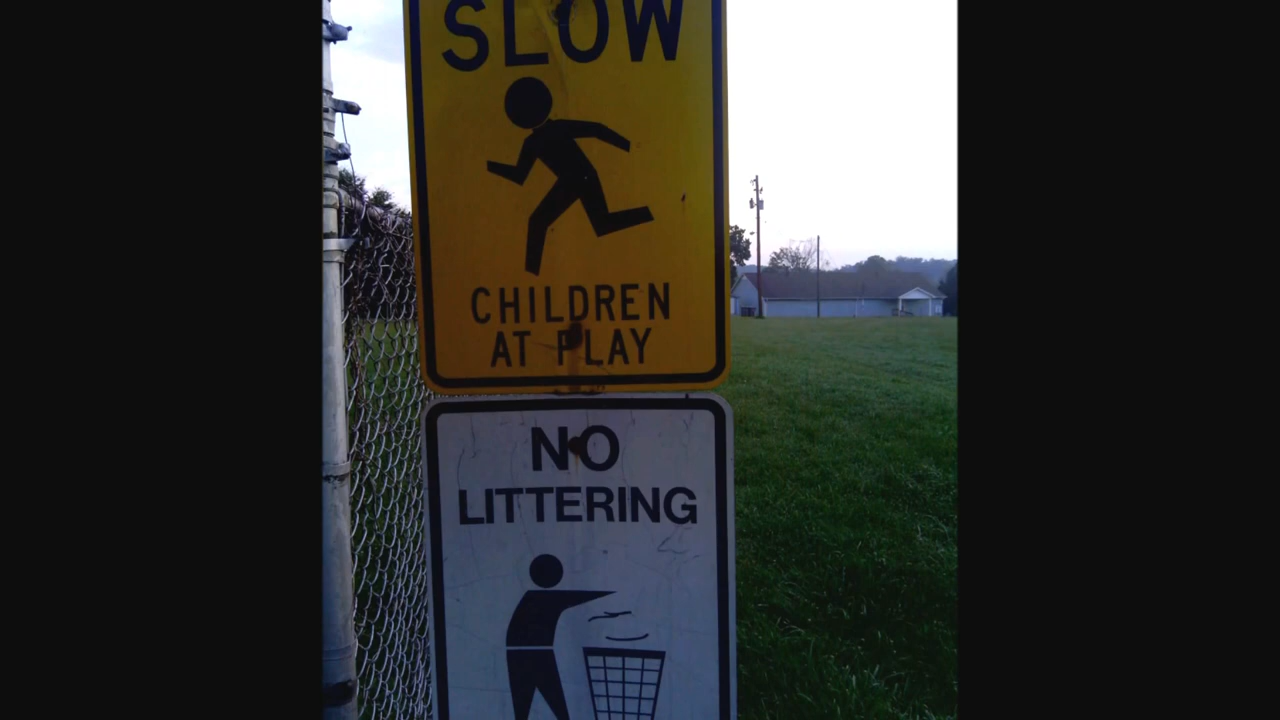 SLOW
CHILDREN
AT PLAY
NO
LITTERING